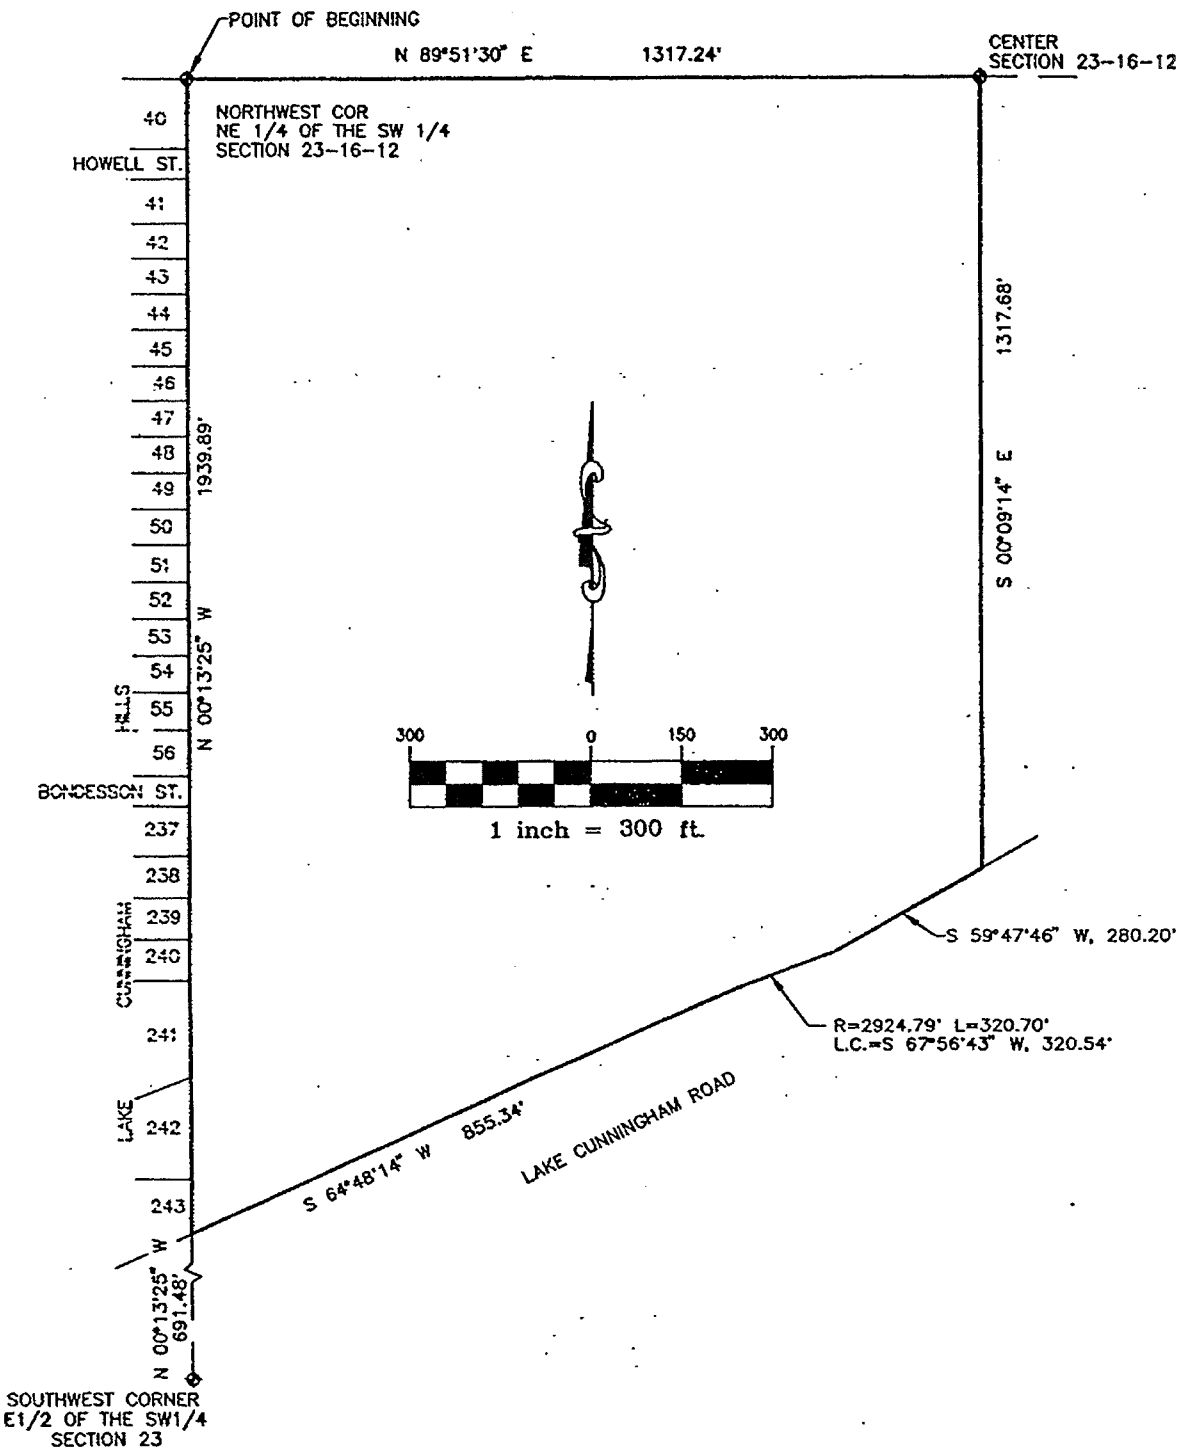 POINT OF BEGINNING
N 89°51'30" E 1317.24'
CENTER
SECTION 23-16-12
NORTHWEST COR
NE 1/4 OF THE SW 1/4
SECTION 23-16-12
40
HOWELL ST.
41
42
43
44
45
46
47
48
49
50
51
52
53
54
55
56
BONDESSON ST.
237
238
239
240
241
242
243
LAKE CUNNINGHAM HILLS
N 00°13'25" W 1939.89'
S 00°09'14" E 1317.68'
300 0 150 300
1 inch = 300 ft.
S 59°47'46" W, 280.20'
R=2924.79' L=320.70'
L.C.=S 67°56'43" W, 320.54'
S 64°48'14" W 855.34'
LAKE CUNNINGHAM ROAD
N 00°13'25" W
691.48'
SOUTHWEST CORNER
E1/2 OF THE SW1/4
SECTION 23